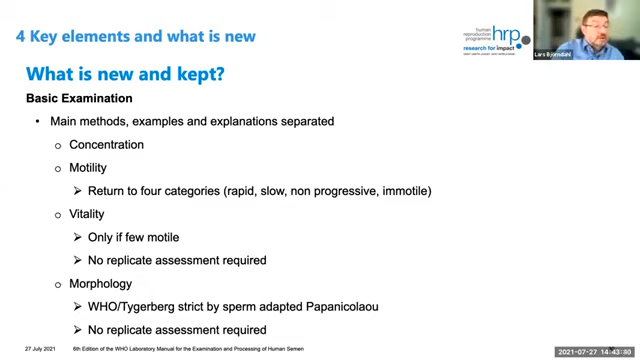 4 Key elements and what is new
human
reproduction
programme
hrp
research for impact
Lars Björndahl
What is new and kept?
Basic Examination
• Main methods, examples and explanations separated
o Concentration
o Motility
➢ Return to four categories (rapid, slow, non progressive, immotile)
o Vitality
➢ Only if few motile
➢ No replicate assessment required
o Morphology
➢ WHO/Tygerberg strict by sperm adapted Papanicolaou
➢ No replicate assessment required
27 July 2021
6th Edition of the WHO Laboratory Manual for the Examination and Processing of Human Semen
2021-07-27 14:43:40